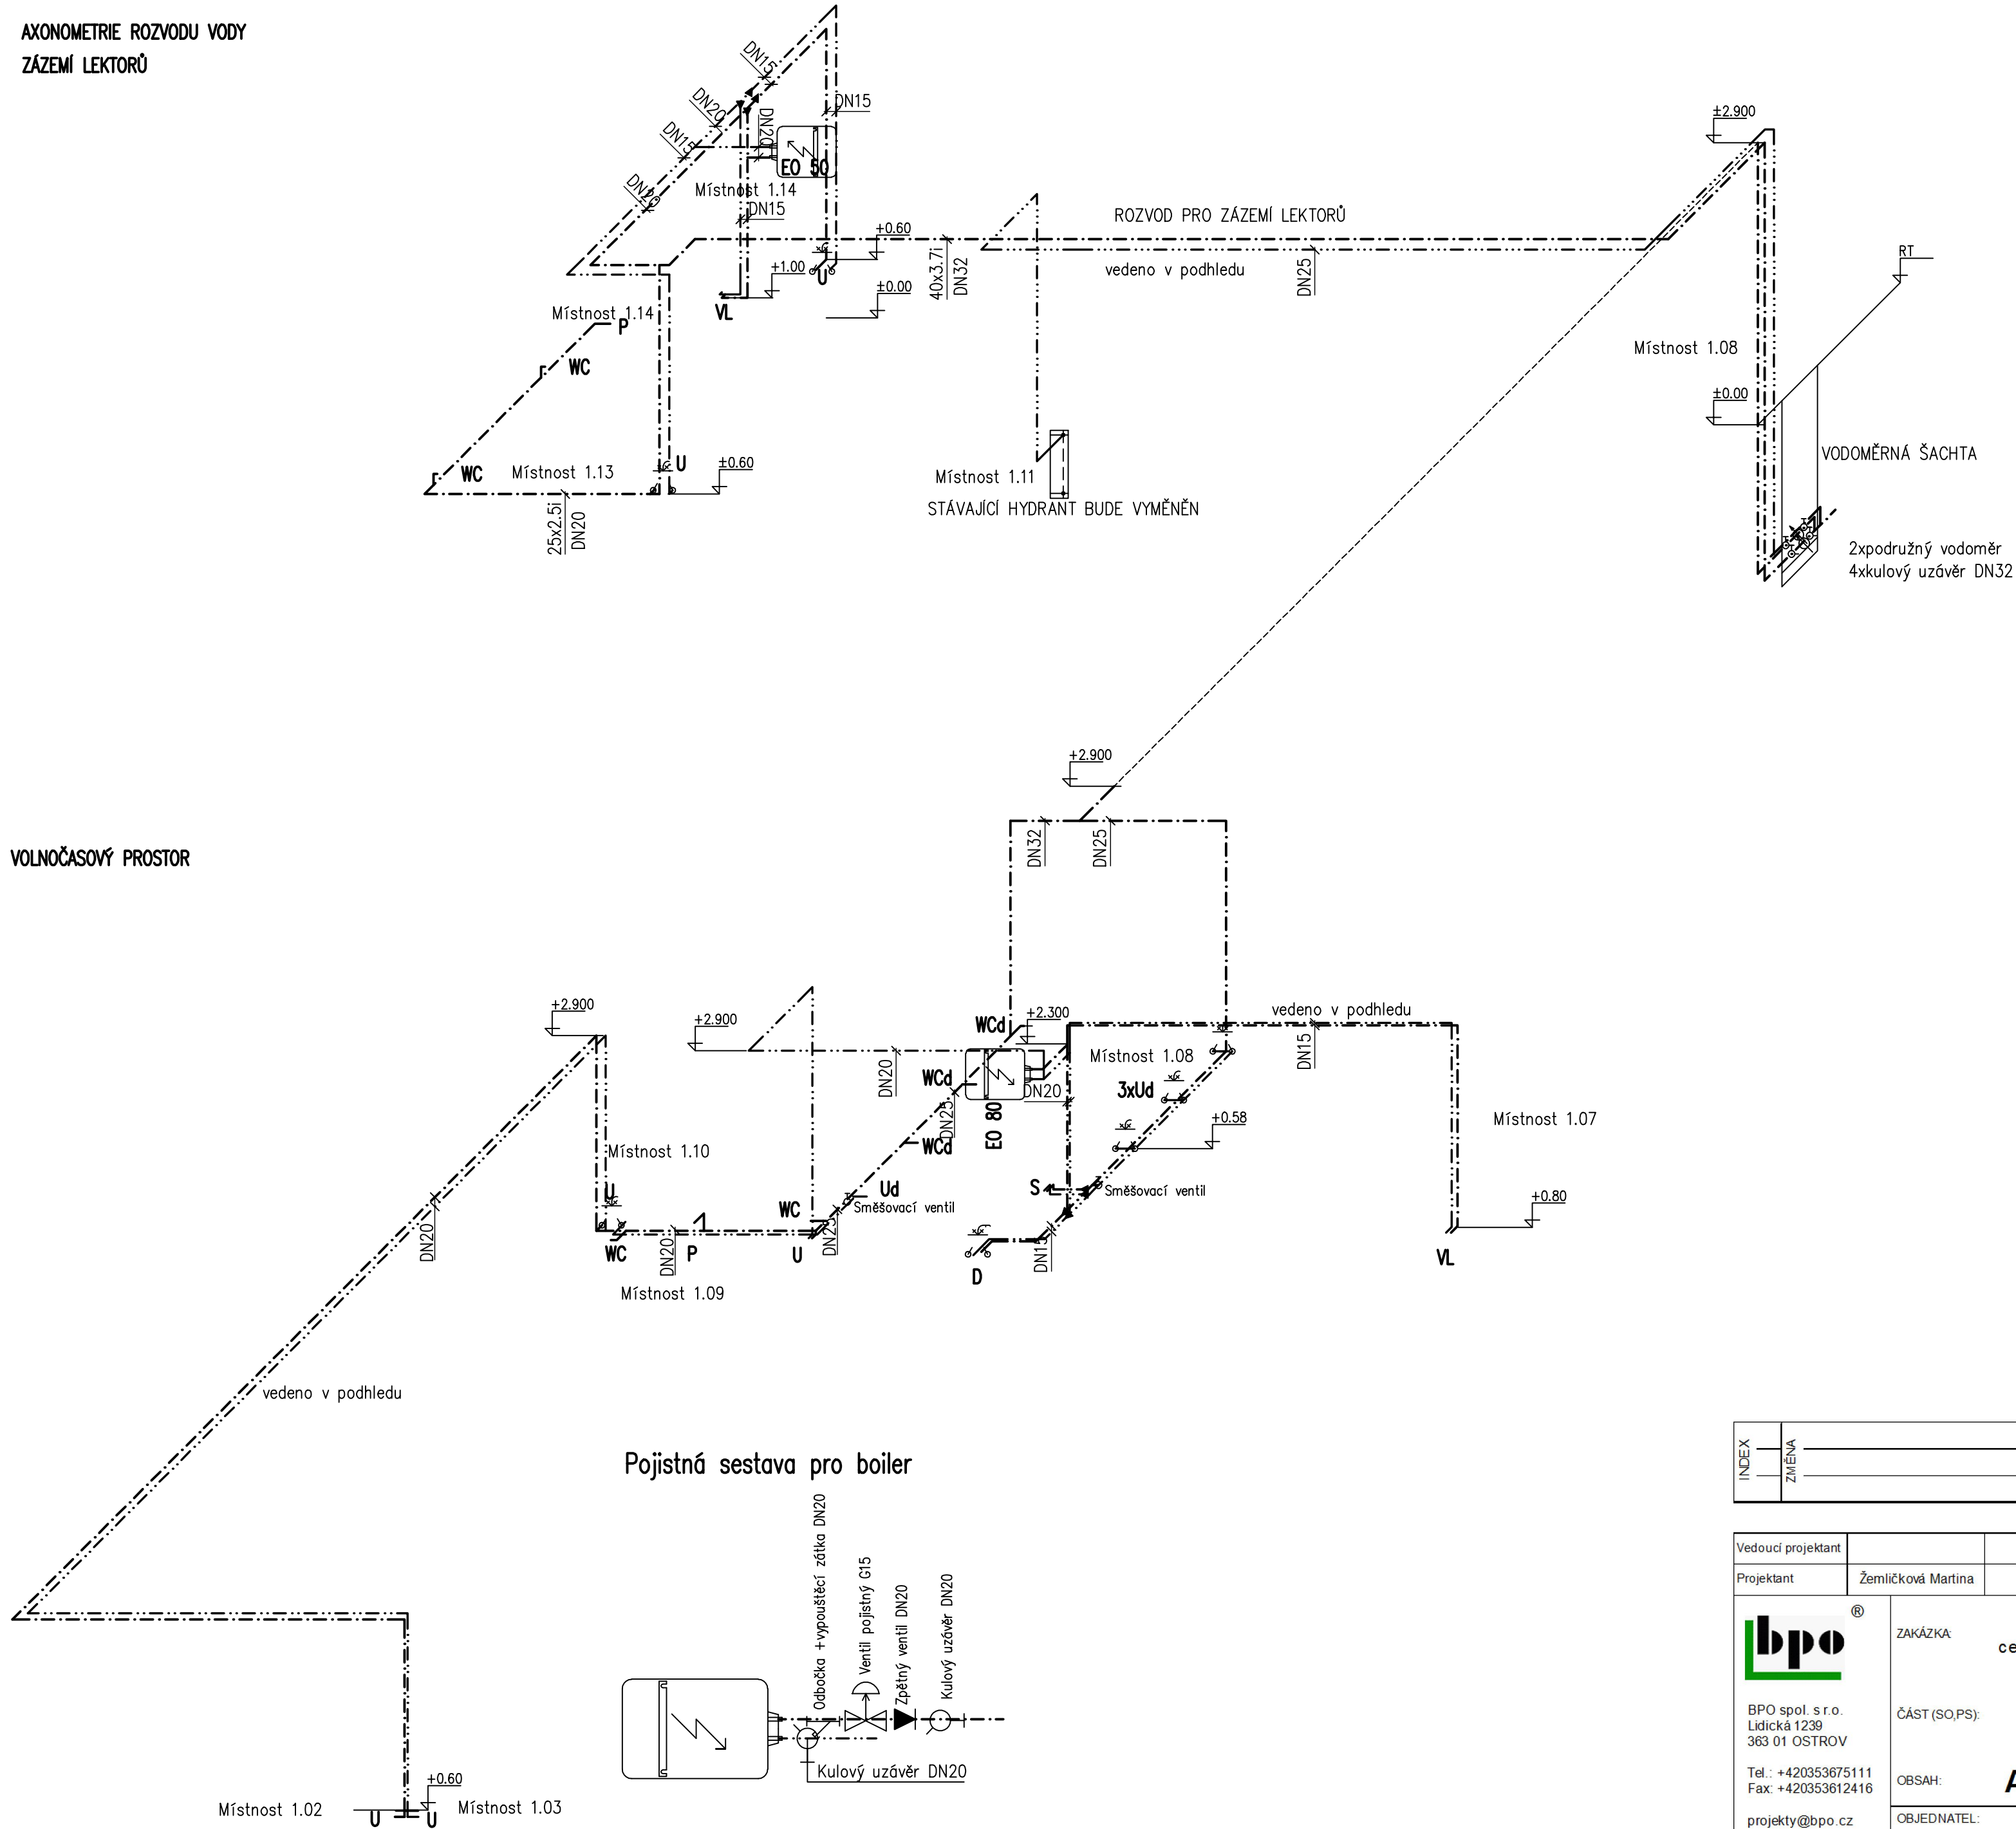 AXONOMETRIE ROZVODU VODY
ZÁZEMÍ LEKTORŮ
DN15
DN20
DN15
DN20
DN20
DN15
EO 50
Místnost 1.14
DN15
+0.60
+1.00
U
±0.00
VL
Místnost 1.14
P
WC
WC
Místnost 1.13
U
±0.60
25x2.5i
DN20
40x3.7i
DN32
ROZVOD PRO ZÁZEMÍ LEKTORŮ
vedeno v podhledu
DN25
Místnost 1.11
STÁVAJÍCÍ HYDRANT BUDE VYMĚNĚN
±2.900
RT
Místnost 1.08
±0.00
VODOMĚRNÁ ŠACHTA
2xpodružný vodoměr
4xkulový uzávěr DN32
+2.900
DN32
DN25
VOLNOČASOVÝ PROSTOR
+2.900
+2.900
WCd
+2.300
vedeno v podhledu
Místnost 1.08
DN15
DN20
WCd
DN20
3xUd
DN25
EO 80
+0.58
Místnost 1.07
WCd
Místnost 1.10
U
Ud
Směšovací ventil
S
Směšovací ventil
WC
+0.80
DN20
WC
DN20
P
U
DN25
DN15
D
VL
Místnost 1.09
vedeno v podhledu
Pojistná sestava pro boiler
Odbočka +vypouštěcí zátka DN20
Ventil pojistný G15
Zpětný ventil DN20
Kulový uzávěr DN20
Kulový uzávěr DN20
+0.60
Místnost 1.02
U
U
Místnost 1.03
INDEX
ZMĚNA
Vedoucí projektant
Projektant
Žemličková Martina
bpo
®
ZAKÁZKA:
ce
BPO spol. s r.o.
Lidická 1239
363 01 OSTROV
ČÁST (SO,PS):
Tel.: +420353675111
Fax: +420353612416
OBSAH:
A
projekty@bpo.cz
OBJEDNATEL: